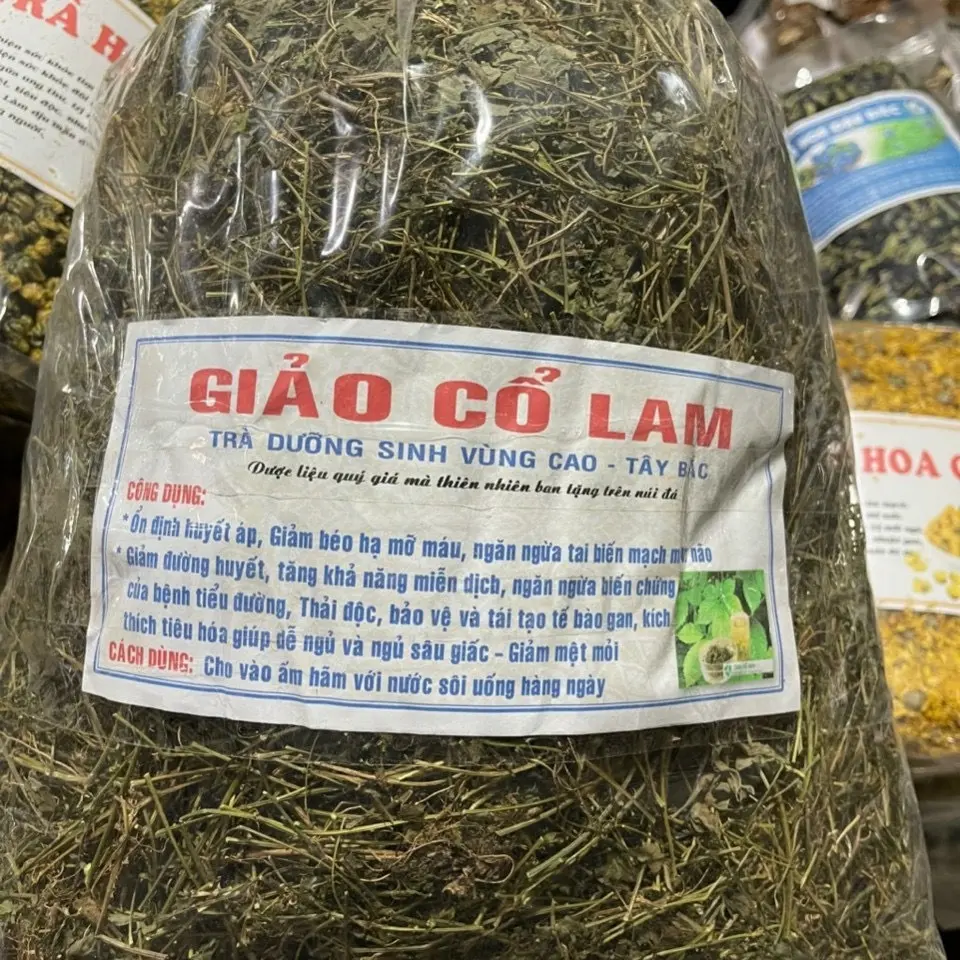 GIẢO CỔ LAM
TRÀ DƯỠNG SINH VÙNG CAO - TÂY BẮC
Dược liệu quý giá mà thiên nhiên ban tặng trên núi đá
CÔNG DỤNG:
*Ổn định huyết áp, Giảm béo hạ mỡ máu, ngăn ngừa tai biến mạch máu não
* Giảm đường huyết, tăng khả năng miễn dịch, ngăn ngừa biến chứng
của bệnh tiểu đường, Thải độc, bảo vệ và tái tạo tế bào gan, kích
thích tiêu hóa giúp dễ ngủ và ngủ sâu giấc - Giảm mệt mỏi
CÁCH DÙNG: Cho vào ấm hãm với nước sôi uống hàng ngày
HOA